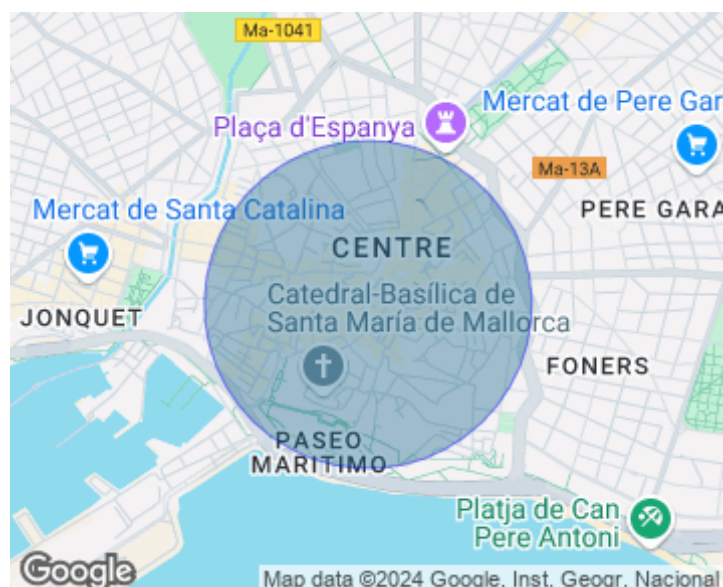 Ma-1041
Plaça d'Espanya
Mercat de Pere Gar
Ma-13A
Mercat de Santa Catalina
PERE GARA
CENTRE
Catedral-Basílica de
Santa María de Mallorca
JONQUET
FONERS
PASEO
MARITIMO
Platja de Can
Pere Antoni
Google
Map data ©2024 Google, Inst. Geogr. Nacional